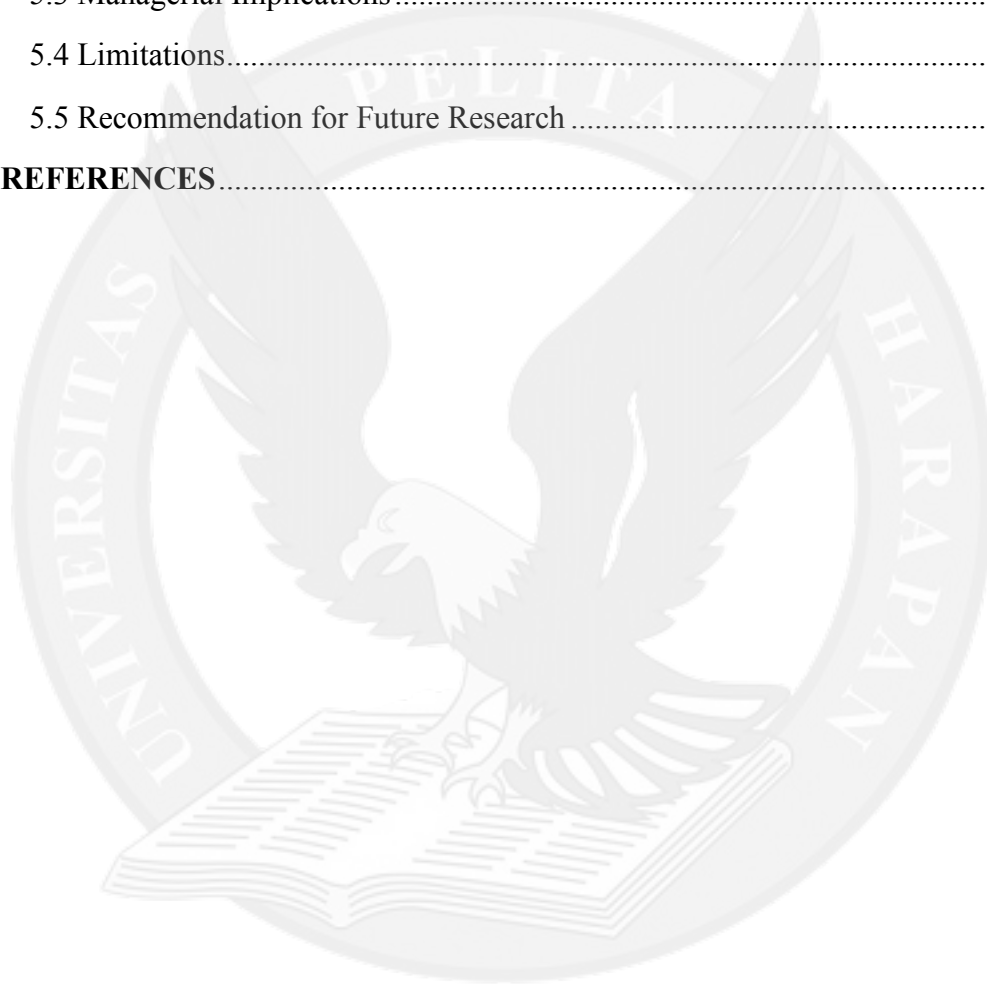 5.3 Managerial Implications
5.4 Limitations
5.5 Recommendation for Future Research
REFERENCES
UNIVERSITAS PELITA HARAPAN